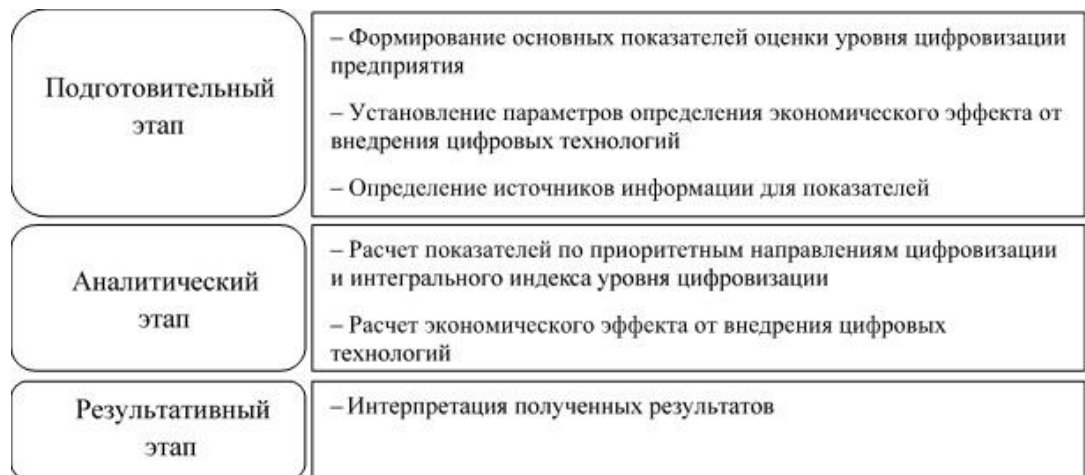 Подготовительный
этап
– Формирование основных показателей оценки уровня цифровизации
предприятия
– Установление параметров определения экономического эффекта от
внедрения цифровых технологий
– Определение источников информации для показателей
Аналитический
этап
– Расчет показателей по приоритетным направлениям цифровизации
и интегрального индекса уровня цифровизации
– Расчет экономического эффекта от внедрения цифровых
технологий
Результативный
этап
– Интерпретация полученных результатов